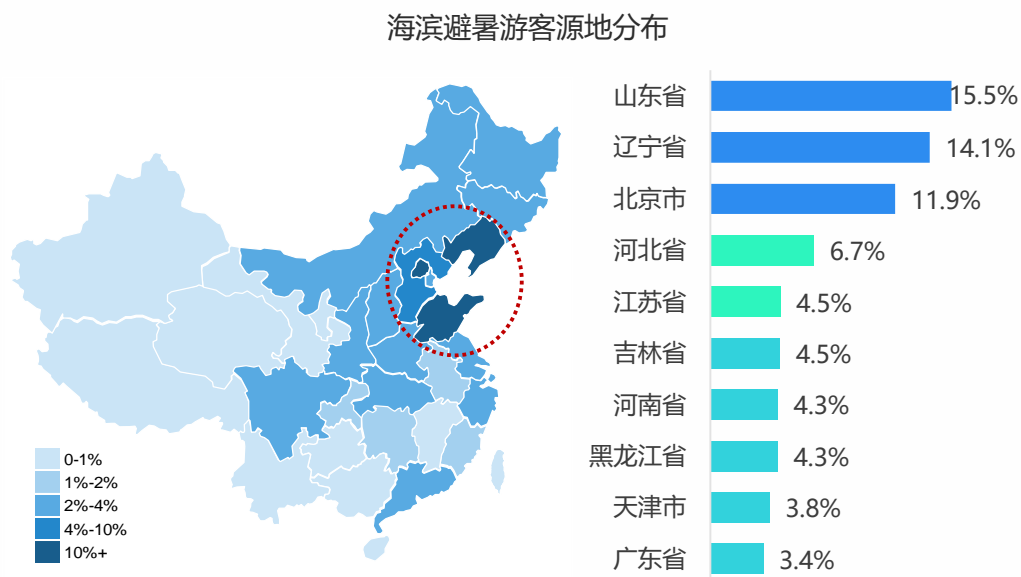 海滨避暑游客源地分布
山东省 15.5%
辽宁省 14.1%
北京市 11.9%
河北省 6.7%
江苏省 4.5%
吉林省 4.5%
河南省 4.3%
黑龙江省 4.3%
天津市 3.8%
广东省 3.4%
0-1%
1%-2%
2%-4%
4%-10%
10%+